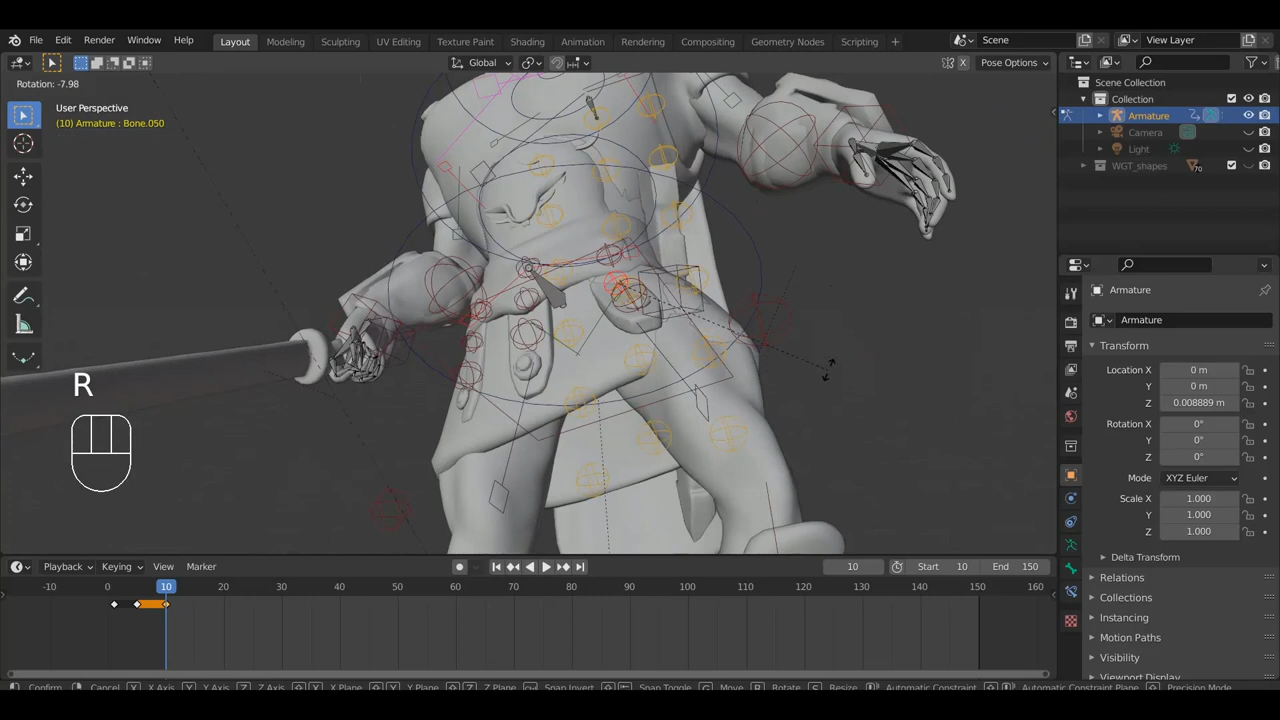 File Edit Render Window Help Layout Modeling Sculpting UV Editing Texture Paint Shading Animation Rendering Compositing Geometry Nodes Scripting + Scene View Layer
Global X Pose Options
Rotation: -7.98
User Perspective
(10) Armature : Bone.050
Scene Collection
Collection
Armature
Camera
Light
WGT_shapes 70
R
Armature
Armature
Transform
Location X 0 m
Y 0 m
Z 0.008889 m
Rotation X 0°
Y 0°
Z 0°
Mode XYZ Euler
Scale X 1.000
Y 1.000
Z 1.000
Delta Transform
Relations
Collections
Instancing
Motion Paths
Visibility
Viewport Display
Playback Keying View Marker 10 Start 10 End 150
-10 0 10 20 30 40 50 60 70 80 90 100 110 120 130 140 150 160
Confirm Cancel X X Axis Y Y Axis Z Z Axis X X Plane Y Y Plane Z Z Plane Snap Invert Snap Toggle G Move R Rotate S Resize Automatic Constraint Automatic Constraint Plane Precision Mode